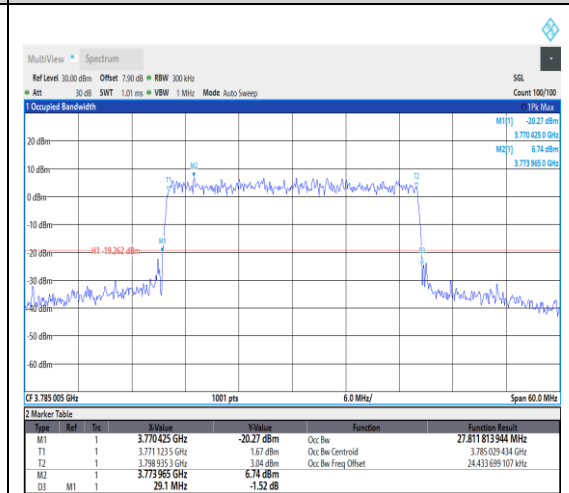 MultiView * Spectrum
Ref Level 30.00 dBm Offset 7.90 dB RBW 300 kHz SGL
Att 30 dB SWT 1.01 ms VBW 1 MHz Mode Auto Sweep Count 100/100
1 Occupied Bandwidth 1Pk Max
M1[1] -20.27 dBm
3.770 425 0 GHz
M2[1] 6.74 dBm
3.773 965 0 GHz
20 dBm
10 dBm
M2
T1
T2
0 dBm
-10 dBm
M1
H1 -19.262 dBm
D3
-20 dBm
-30 dBm
-40 dBm
-50 dBm
-60 dBm
CF 3.785 005 GHz 1001 pts 6.0 MHz/ Span 60.0 MHz
2 Marker Table
Type Ref Trc X-Value Y-Value Function Function Result
M1 1 3.770425 GHz -20.27 dBm Occ Bw 27.811 813 944 MHz
T1 1 3.771 123 5 GHz 1.67 dBm Occ Bw Centroid 3.785 029 434 GHz
T2 1 3.798 935 3 GHz 3.04 dBm Occ Bw Freq Offset 24.433 699 107 kHz
M2 1 3.773 965 GHz 6.74 dBm
D3 M1 1 29.1 MHz -1.52 dB